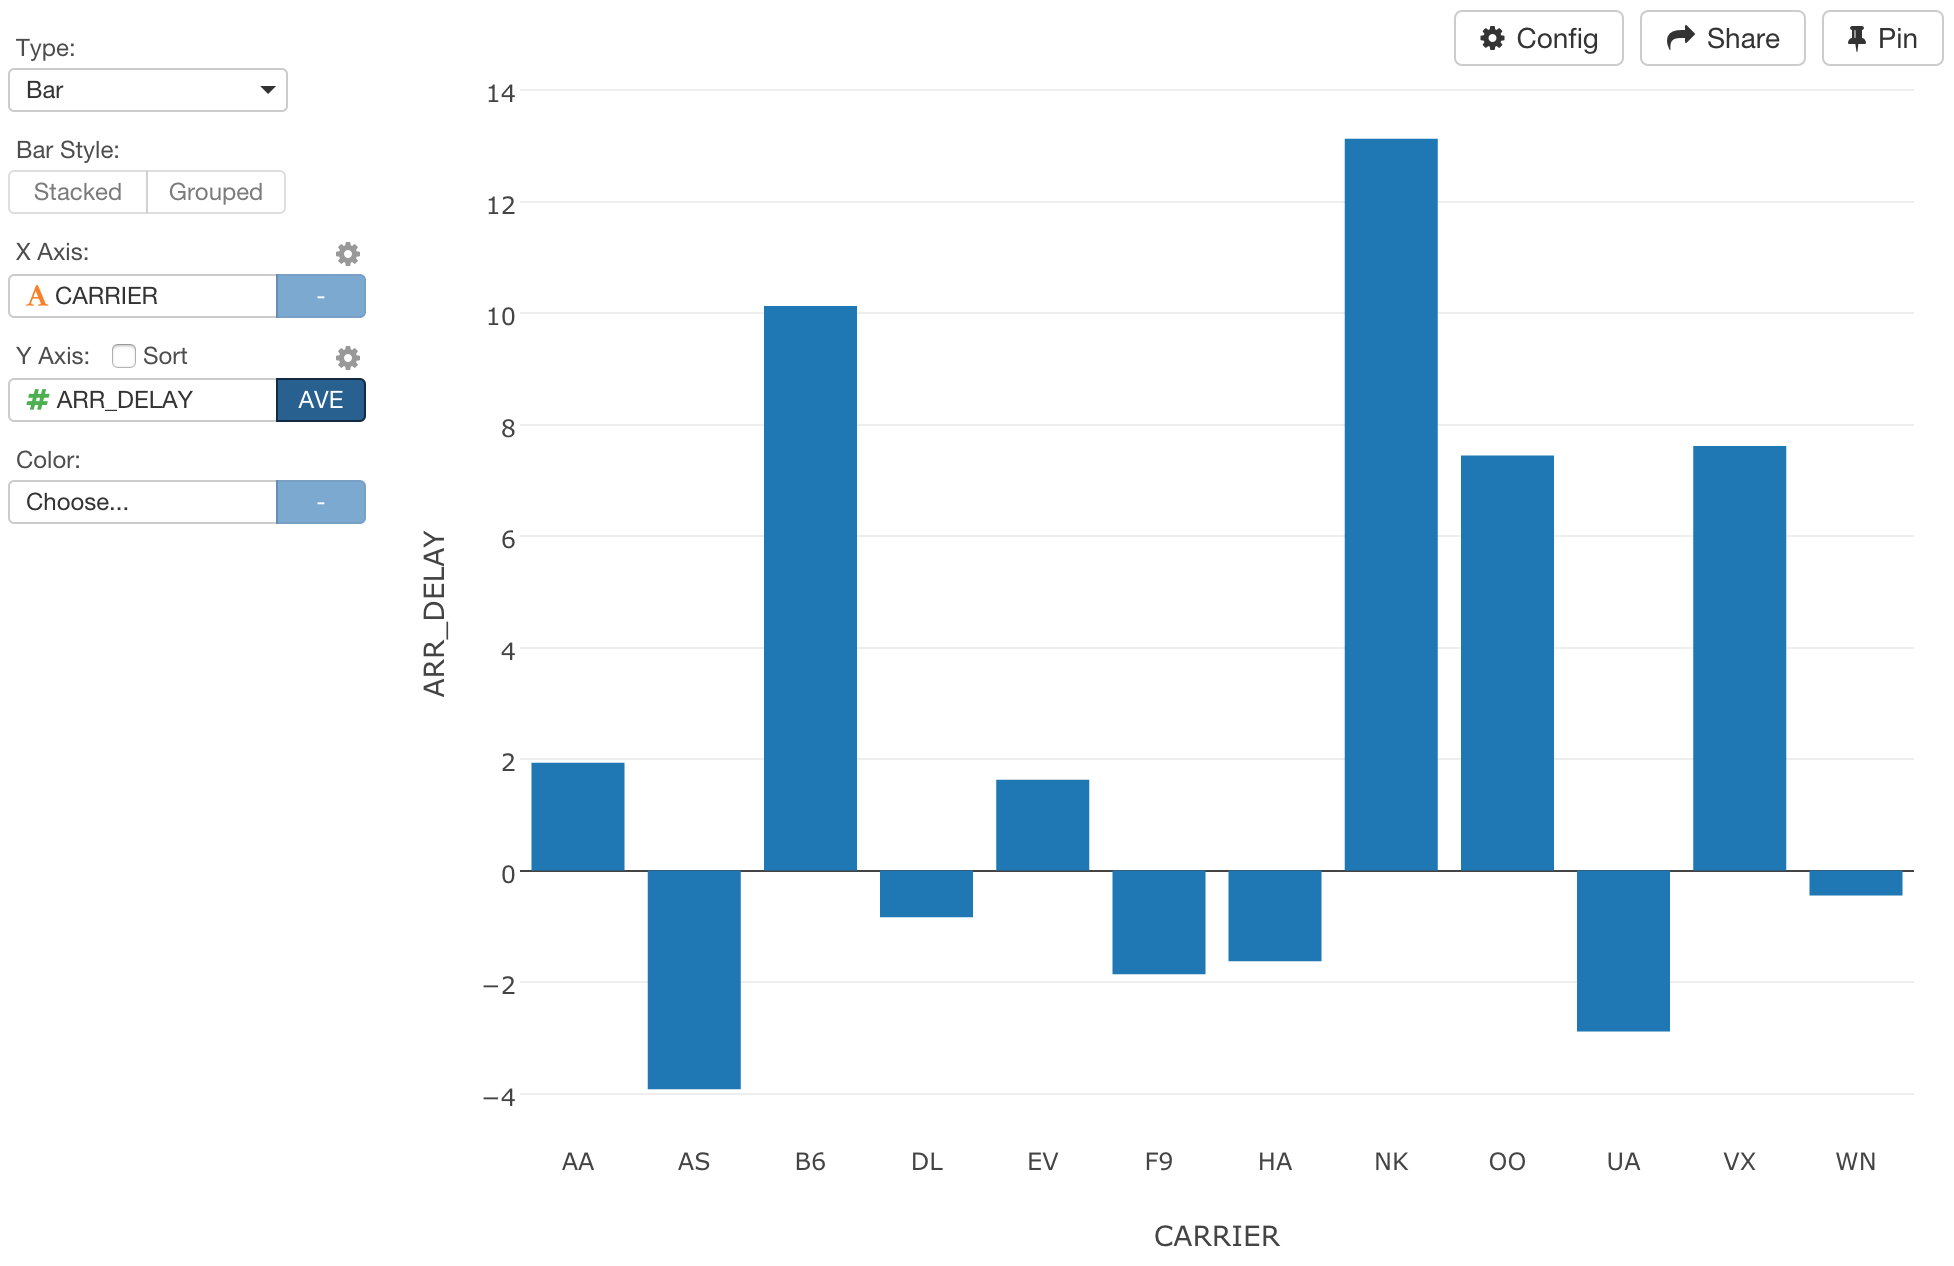 Config Share Pin
Type:
Bar
Bar Style:
Stacked Grouped
X Axis:
A CARRIER -
Y Axis: Sort
# ARR_DELAY AVE
Color:
Choose... -
14
12
10
8
6
4
2
0
−2
−4
ARR_DELAY
AA AS B6 DL EV F9 HA NK OO UA VX WN
CARRIER